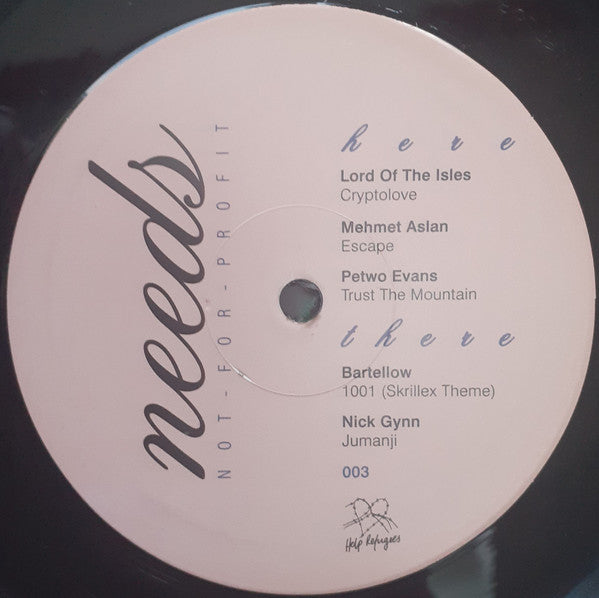 needs
NOT-FOR-PROFIT
here
Lord Of The Isles
Cryptolove
Mehmet Aslan
Escape
Petwo Evans
Trust The Mountain
there
Bartellow
1001 (Skrillex Theme)
Nick Gynn
Jumanji
003
Help Refugees